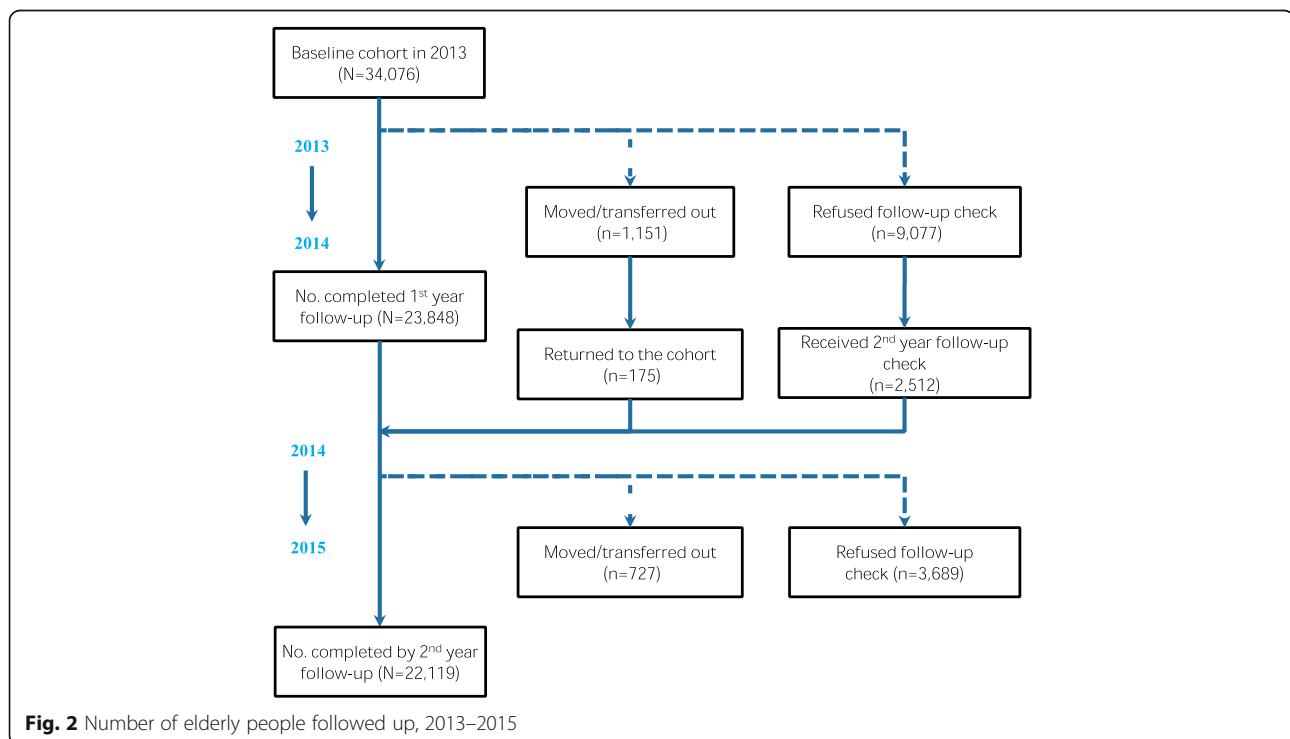 Baseline cohort in 2013
(N=34,076)
2013
2014
Moved/transferred out
(n=1,151)
Refused follow-up check
(n=9,077)
No. completed 1st year
follow-up (N=23,848)
Returned to the cohort
(n=175)
Received 2nd year follow-up
check
(n=2,512)
2014
2015
Moved/transferred out
(n=727)
Refused follow-up
check (n=3,689)
No. completed by 2nd year
follow-up (N=22,119)
Fig. 2 Number of elderly people followed up, 2013–2015